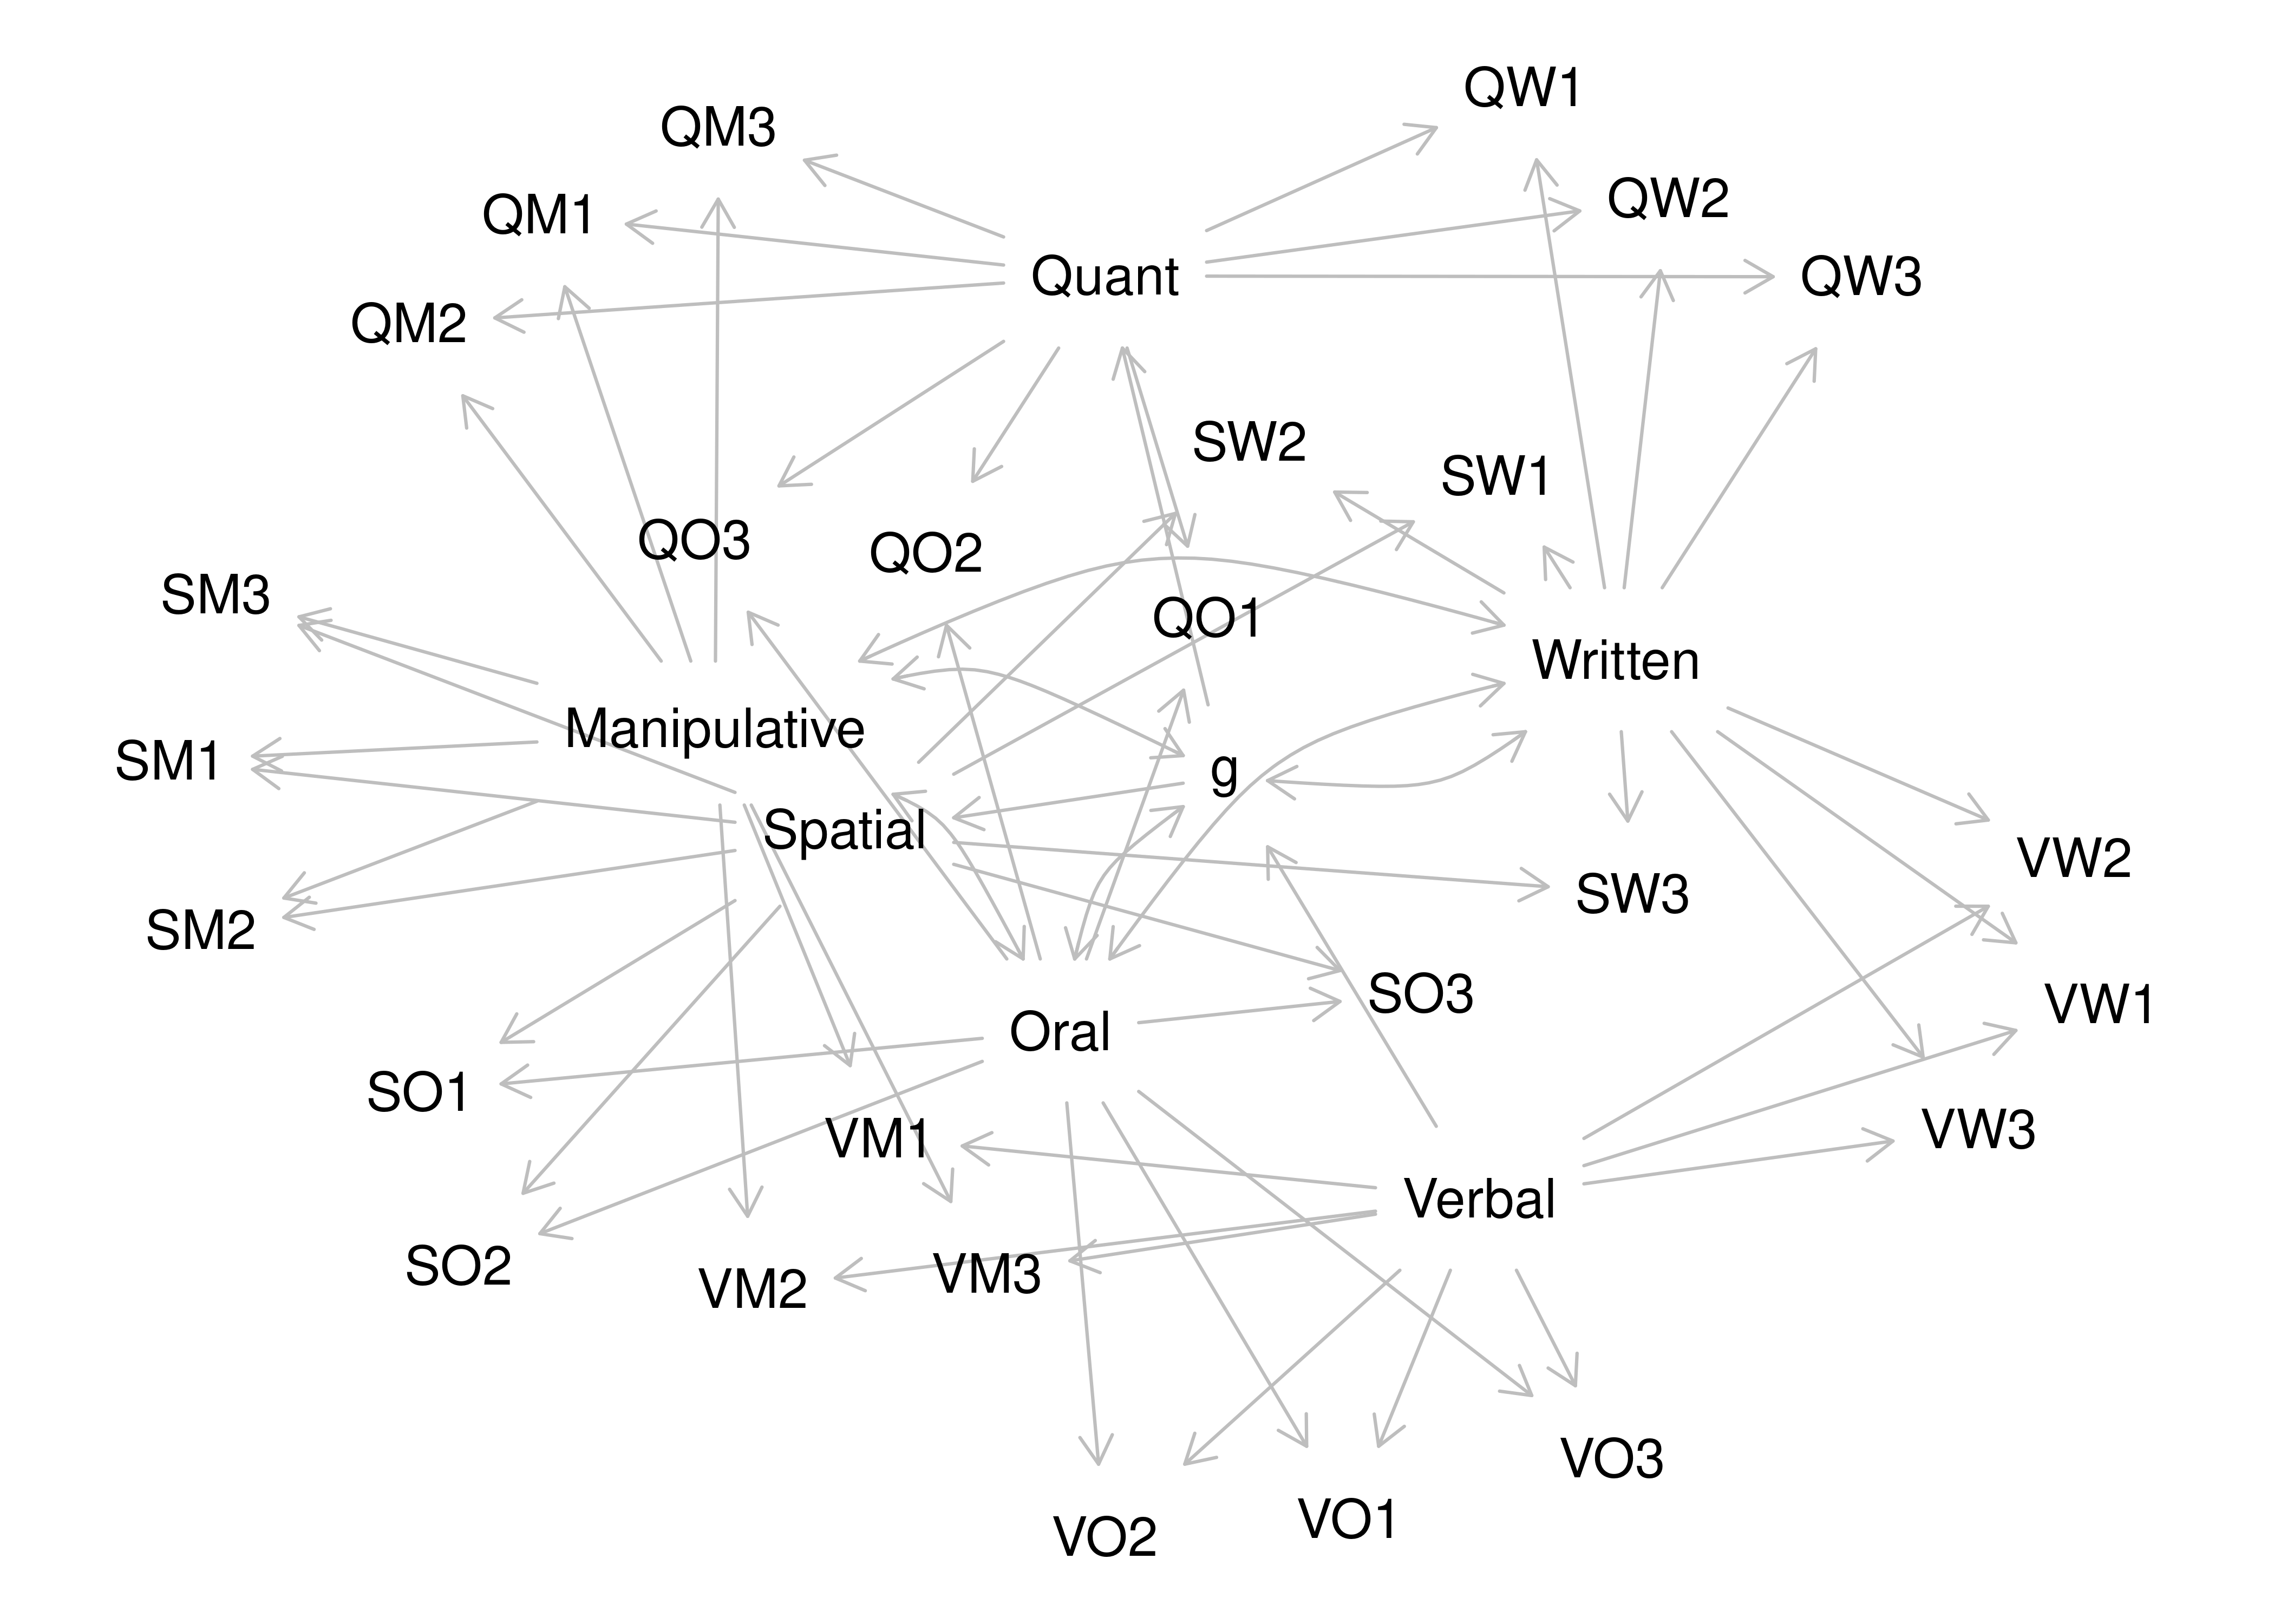 QW1
QM3
QW2
QM1
Quant
QW3
QM2
SW2
SW1
QO3
QO2
SM3
QO1
Written
Manipulative
SM1
g
Spatial
VW2
SW3
SM2
SO3
VW1
Oral
SO1
VW3
VM1
Verbal
SO2
VM3
VM2
VO3
VO1
VO2